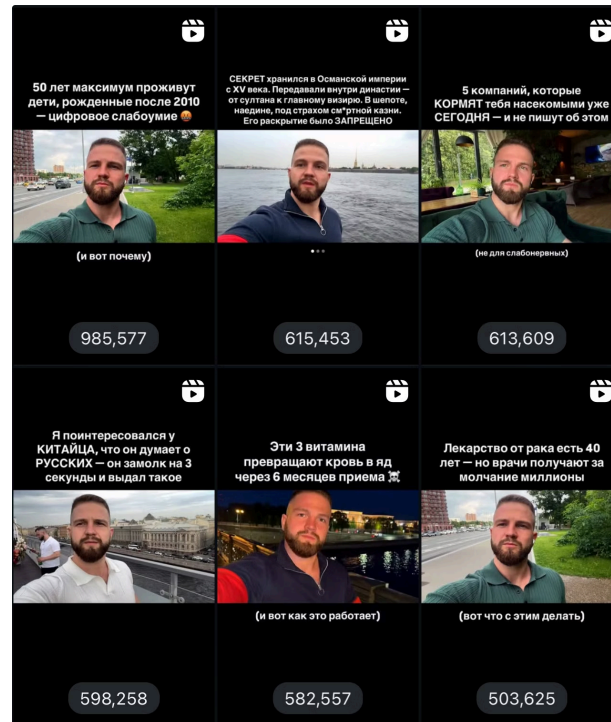 50 лет максимум проживут
дети, рожденные после 2010
— цифровое слабоумие 🤬
(и вот почему)
985,577
СЕКРЕТ хранился в Османской империи
с XV века. Передавали внутри династии —
от султана к главному визирю. В шепоте,
наедине, под страхом см*ртной казни.
Его раскрытие было ЗАПРЕЩЕНО
615,453
5 компаний, которые
КОРМЯТ тебя насекомыми уже
СЕГОДНЯ — и не пишут об этом
(не для слабонервных)
613,609
Я поинтересовался у
КИТАЙЦА, что он думает о
РУССКИХ — он замолк на 3
секунды и выдал такое
598,258
Эти 3 витамина
превращают кровь в яд
через 6 месяцев приема ☠️
(и вот как это работает)
582,557
Лекарство от рака есть 40
лет — но врачи получают за
молчание миллионы
(вот что с этим делать)
503,625